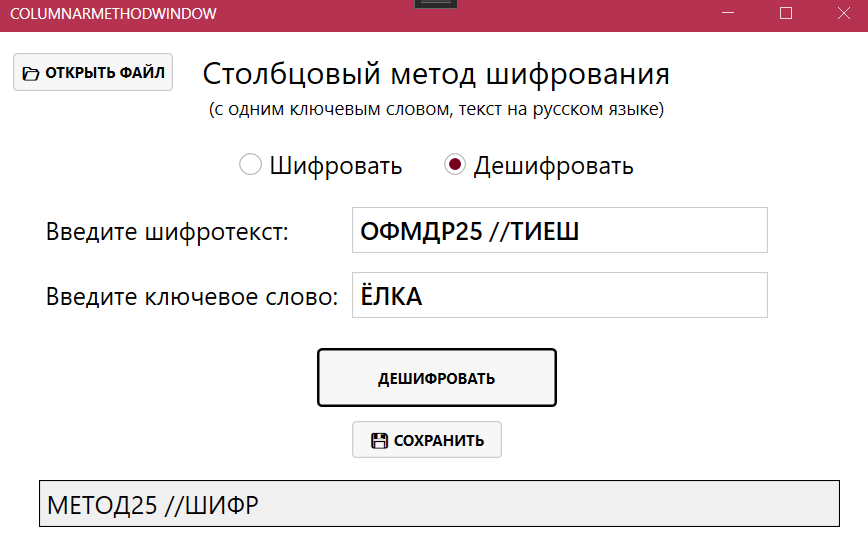 COLUMNARMETHODWINDOW
ОТКРЫТЬ ФАЙЛ
Столбцовый метод шифрования
(с одним ключевым словом, текст на русском языке)
Шифровать Дешифровать
Введите шифротекст: ОФМДР25 //ТИЕШ
Введите ключевое слово: ЁЛКА
ДЕШИФРОВАТЬ
СОХРАНИТЬ
МЕТОД25 //ШИФР